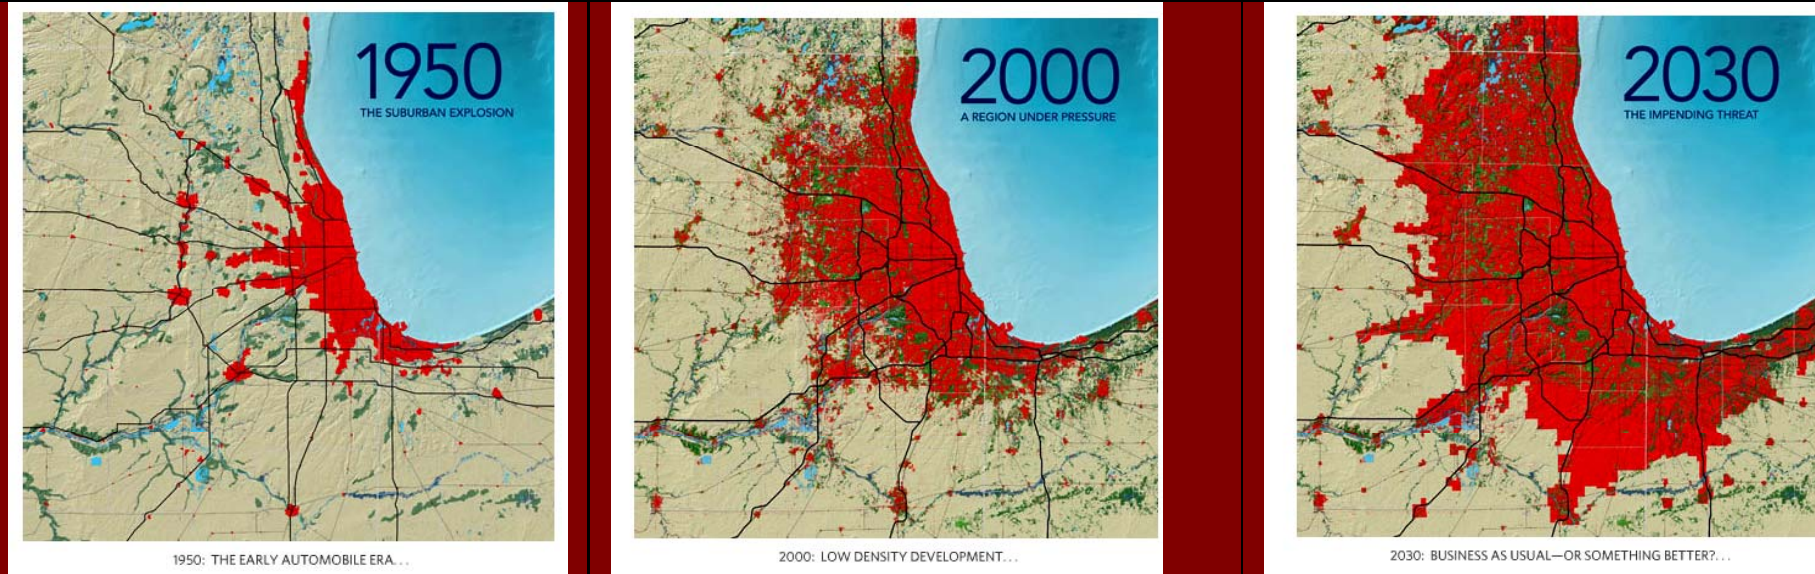 1950
THE SUBURBAN EXPLOSION
1950: THE EARLY AUTOMOBILE ERA...
2000
A REGION UNDER PRESSURE
2000: LOW DENSITY DEVELOPMENT...
2030
THE IMPENDING THREAT
2030: BUSINESS AS USUAL—OR SOMETHING BETTER?...